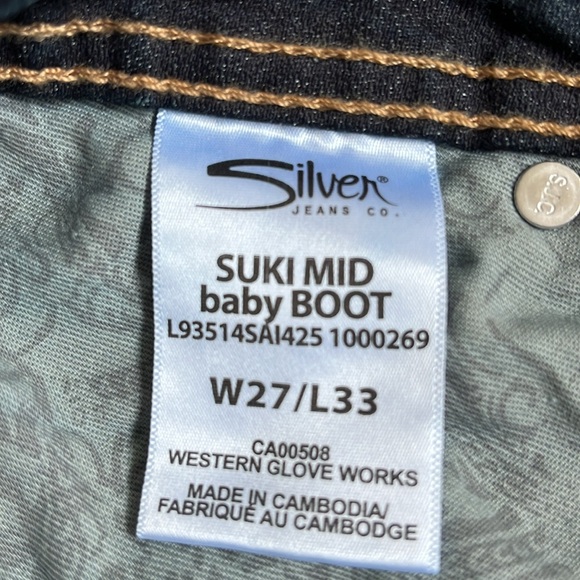 Silver®
JEANS CO.
SUKI MID
baby BOOT
L93514SAI425 1000269
W27/L33
CA00508
WESTERN GLOVE WORKS
MADE IN CAMBODIA/
FABRIQUÉ AU CAMBODGE
S.J.C.